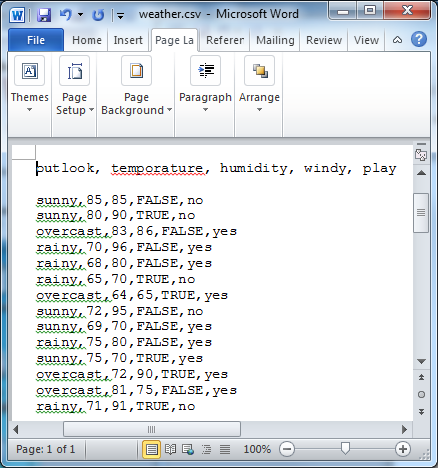 weather.csv - Microsoft Word
File Home Insert Page La Referer Mailing Review View Acrobat
Themes
Page Setup
Page Background
Paragraph
Arrange
outlook, temporature, humidity, windy, play
sunny,85,85,FALSE,no
sunny,80,90,TRUE,no
overcast,83,86,FALSE,yes
rainy,70,96,FALSE,yes
rainy,68,80,FALSE,yes
rainy,65,70,TRUE,no
overcast,64,65,TRUE,yes
sunny,72,95,FALSE,no
sunny,69,70,FALSE,yes
rainy,75,80,FALSE,yes
sunny,75,70,TRUE,yes
overcast,72,90,TRUE,yes
overcast,81,75,FALSE,yes
rainy,71,91,TRUE,no
Page: 1 of 1 100%